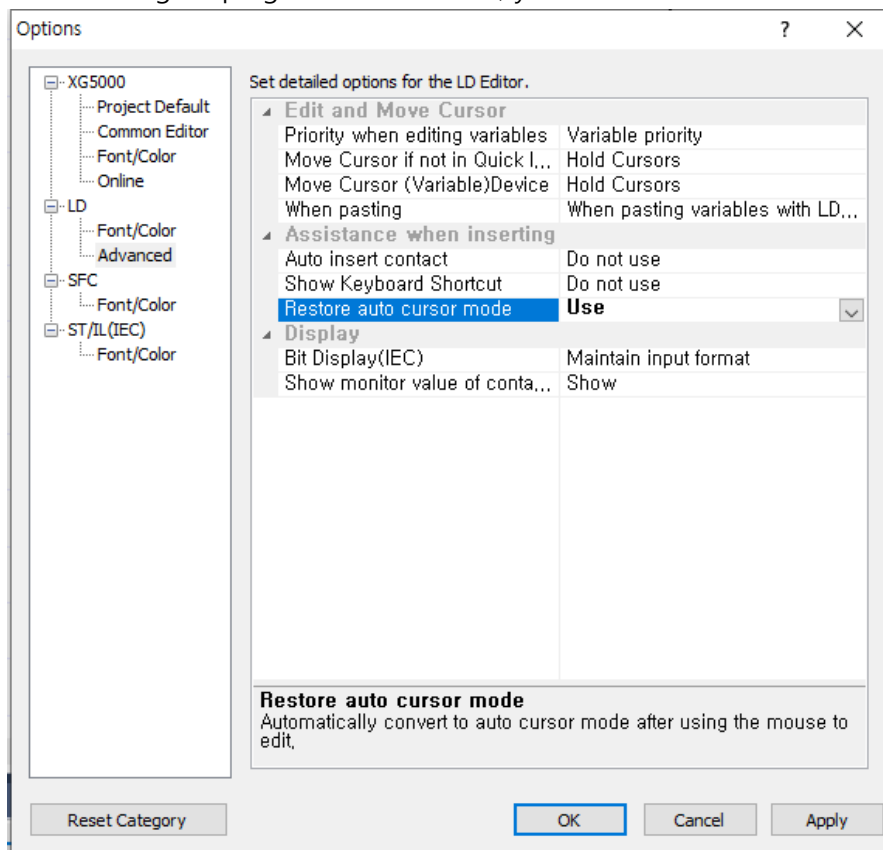 Options ? ×
XG5000
Project Default
Common Editor
Font/Color
Online
LD
Font/Color
Advanced
SFC
Font/Color
ST/IL(IEC)
Font/Color
Set detailed options for the LD Editor.
Edit and Move Cursor
Priority when editing variables Variable priority
Move Cursor if not in Quick I... Hold Cursors
Move Cursor (Variable)Device Hold Cursors
When pasting When pasting variables with LD...
Assistance when inserting
Auto insert contact Do not use
Show Keyboard Shortcut Do not use
Restore auto cursor mode Use
Display
Bit Display(IEC) Maintain input format
Show monitor value of conta... Show
Restore auto cursor mode
Automatically convert to auto cursor mode after using the mouse to
edit.
Reset Category OK Cancel Apply